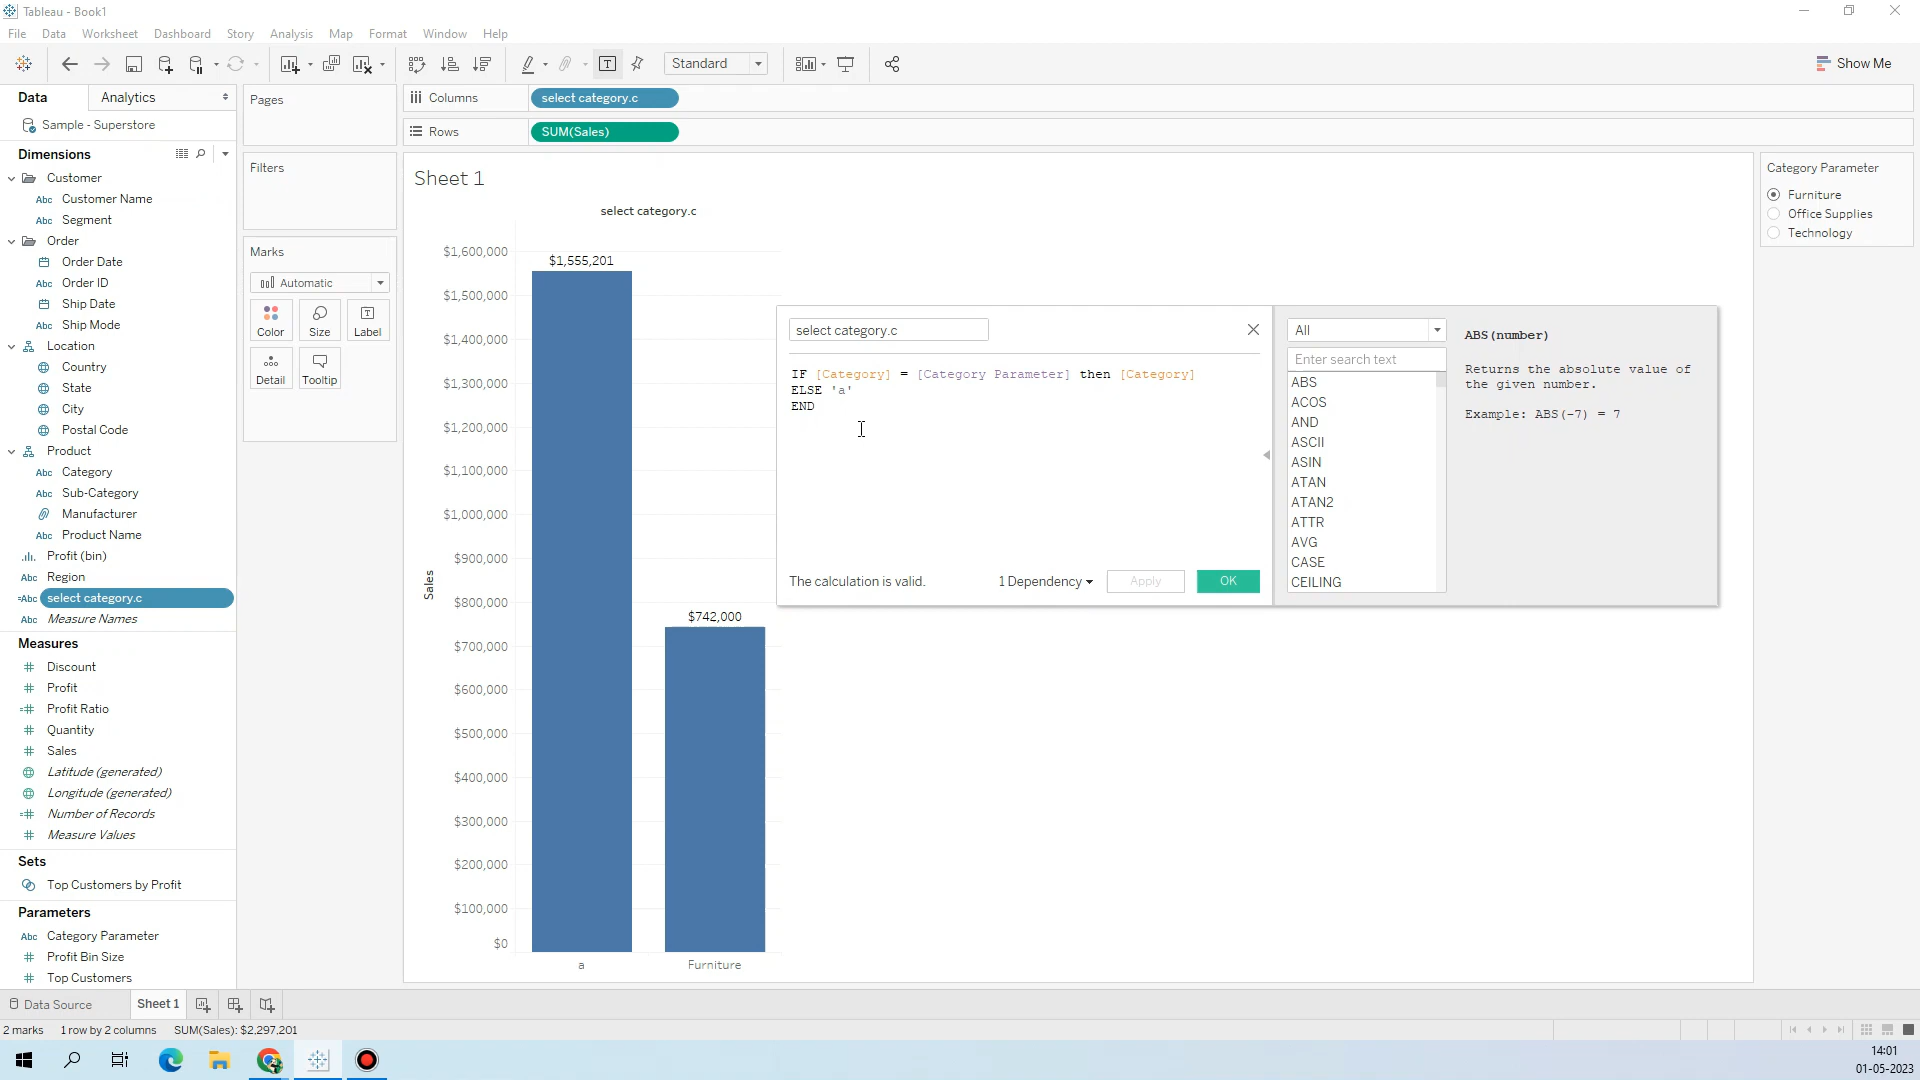 Tableau - Book1
File Data Worksheet Dashboard Story Analysis Map Format Window Help
Standard
Show Me
Data Analytics
Sample - Superstore
Dimensions
Customer
Abc Customer Name
Abc Segment
Order
Order Date
Abc Order ID
Ship Date
Abc Ship Mode
Location
Country
State
City
Postal Code
Product
Abc Category
Abc Sub-Category
Manufacturer
Abc Product Name
Profit (bin)
Abc Region
=Abc select category.c
Abc Measure Names
Measures
# Discount
# Profit
=# Profit Ratio
# Quantity
# Sales
Latitude (generated)
Longitude (generated)
=# Number of Records
# Measure Values
Sets
Top Customers by Profit
Parameters
Abc Category Parameter
# Profit Bin Size
# Top Customers
Pages
Filters
Marks
Automatic
Color Size Label
Detail Tooltip
Columns select category.c
Rows SUM(Sales)
Sheet 1
select category.c
$1,600,000
$1,500,000
$1,400,000
$1,300,000
$1,200,000
$1,100,000
$1,000,000
$900,000
$800,000
$700,000
$600,000
$500,000
$400,000
$300,000
$200,000
$100,000
$0
Sales
$1,555,201
$742,000
a Furniture
select category.c
IF [Category] = [Category Parameter] then [Category]
ELSE 'a'
END
The calculation is valid.
1 Dependency
Apply
OK
All
Enter search text
ABS
ACOS
AND
ASCII
ASIN
ATAN
ATAN2
ATTR
AVG
CASE
CEILING
ABS(number)
Returns the absolute value of
the given number.
Example: ABS(-7) = 7
Category Parameter
Furniture
Office Supplies
Technology
Data Source Sheet 1
2 marks 1 row by 2 columns SUM(Sales): $2,297,201
14:01
01-05-2023